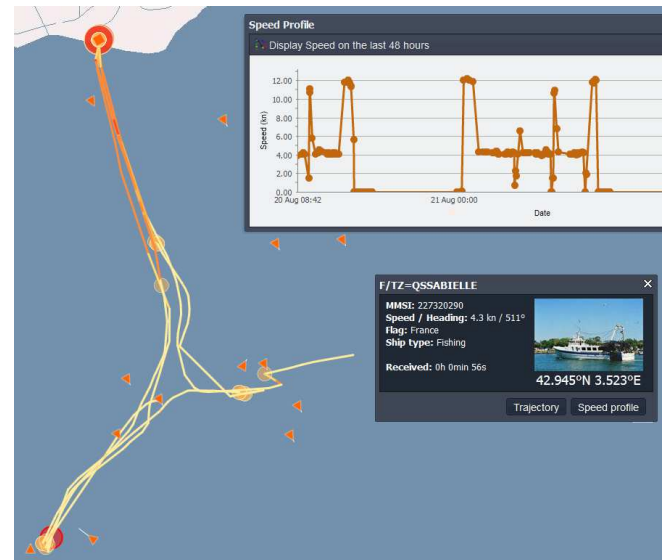 Speed Profile
Display Speed on the last 48 hours
12.00
10.00
8.00
6.00
4.00
2.00
0.00
Speed (kn)
20 Aug 08:42
21 Aug 00:00
Date
F/TZ=QSSABIELLE
MMSI: 227320290
Speed / Heading: 4.3 kn / 511º
Flag: France
Ship type: Fishing
Received: 0h 0min 56s
42.945ºN 3.523ºE
Trajectory
Speed profile